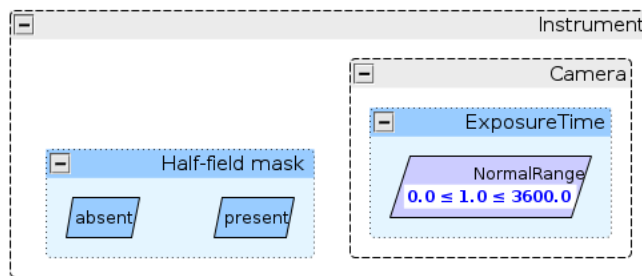 Instrument
Camera
ExposureTime
NormalRange
0.0 ≤ 1.0 ≤ 3600.0
Half-field mask
absent present